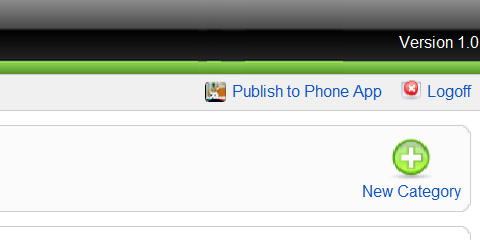 Version 1.0
Publish to Phone App Logoff
New Category